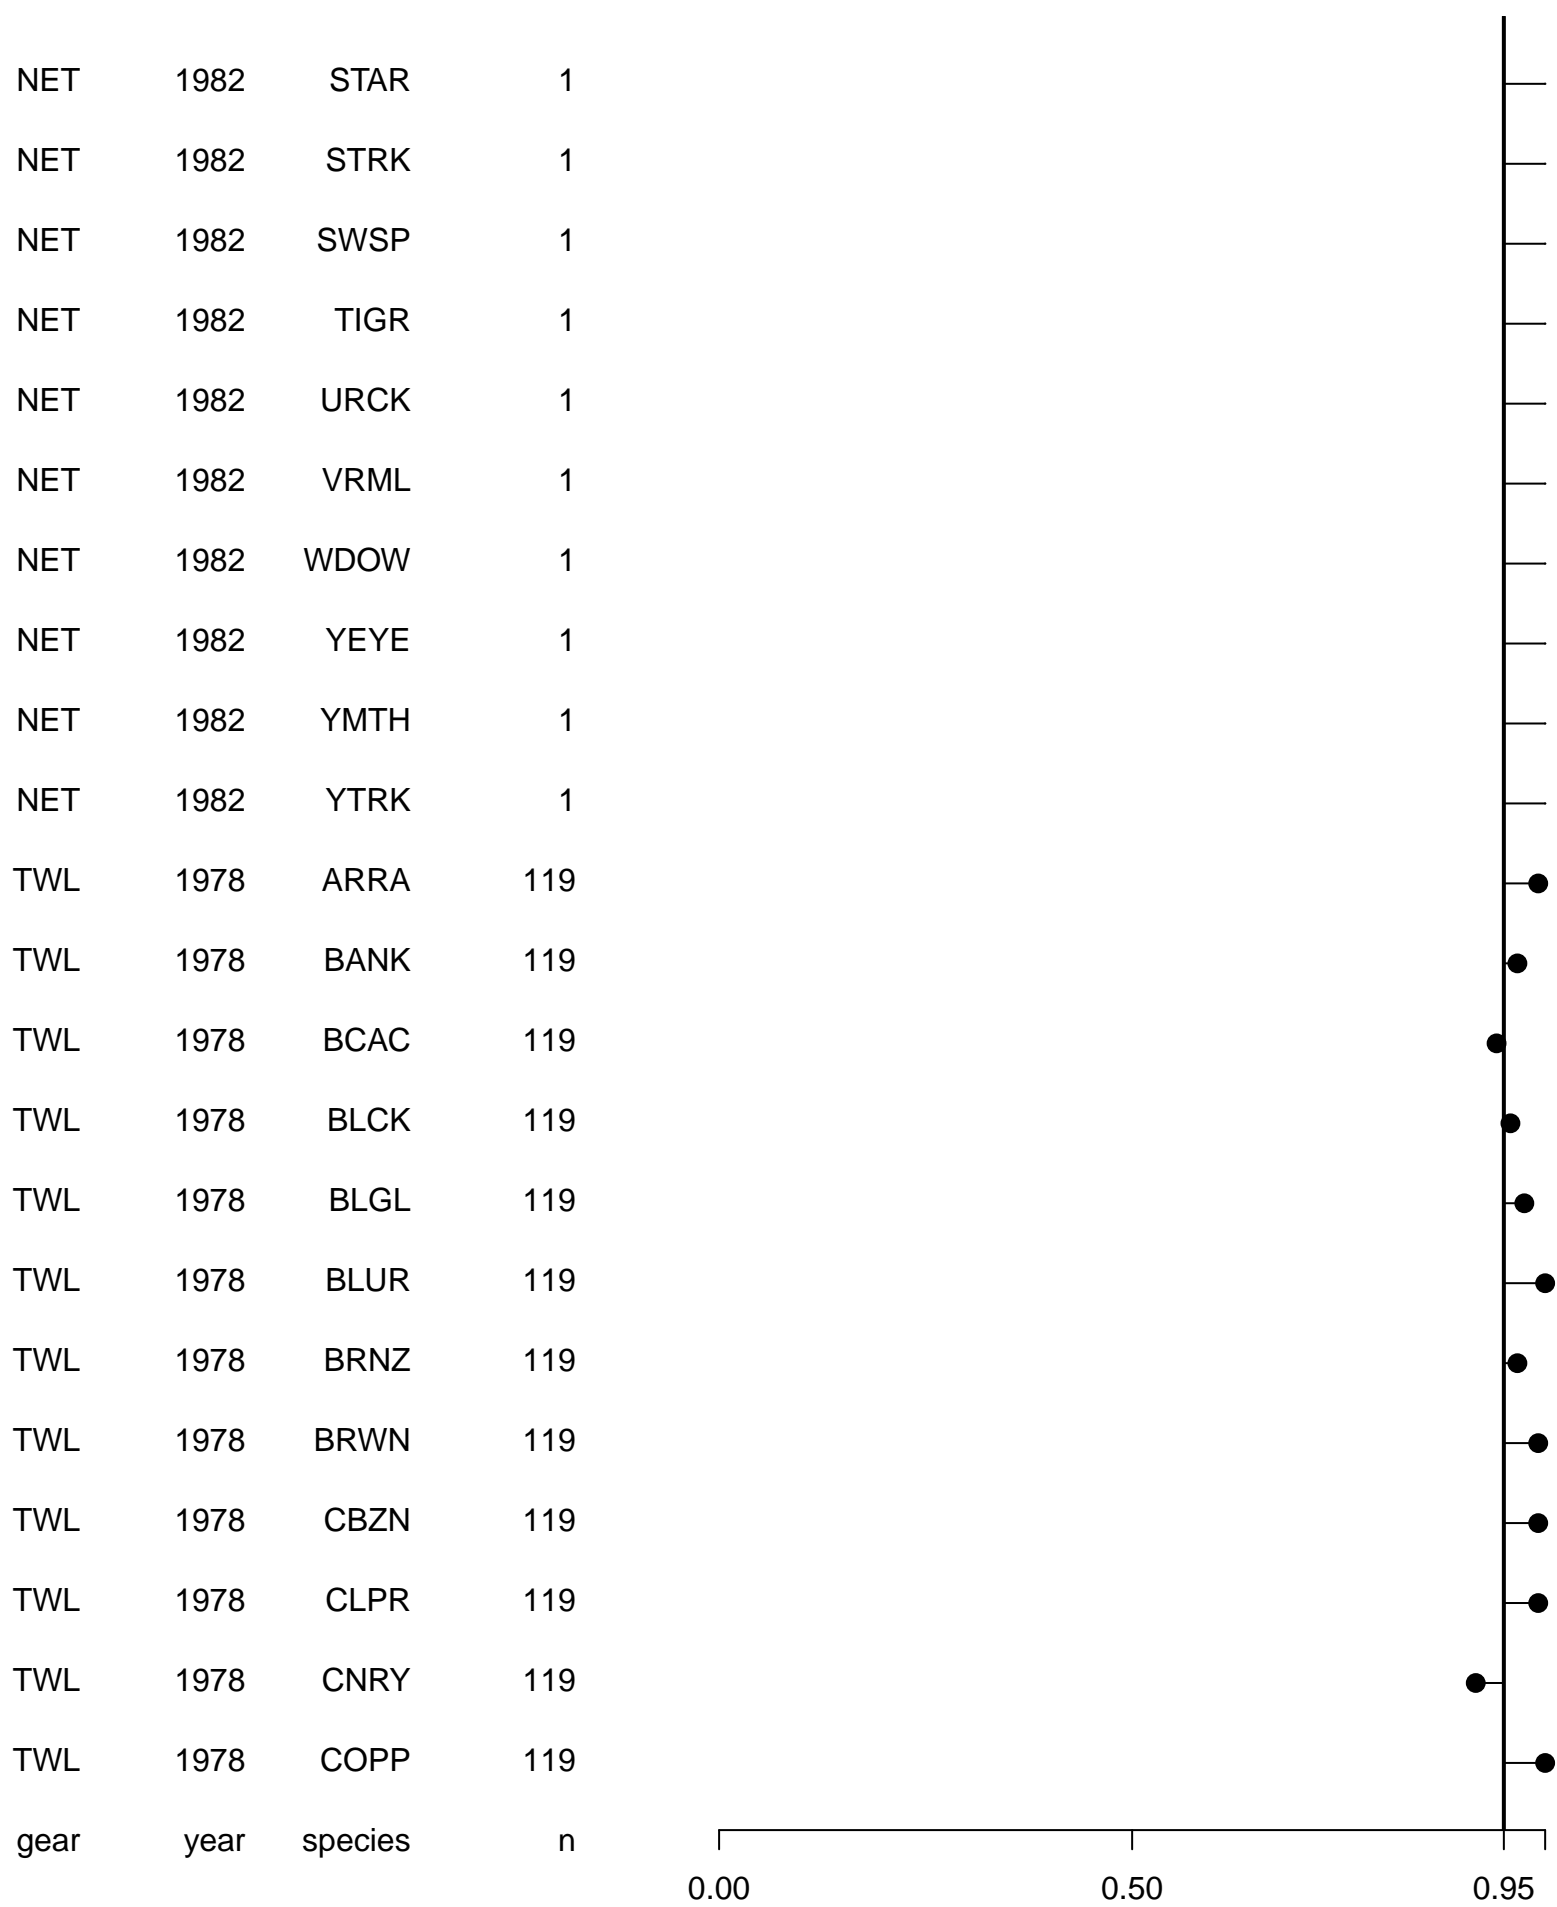 NET 1982 STAR 1
NET 1982 STRK 1
NET 1982 SWSP 1
NET 1982 TIGR 1
NET 1982 URCK 1
NET 1982 VRML 1
NET 1982 WDOW 1
NET 1982 YEYE 1
NET 1982 YMTH 1
NET 1982 YTRK 1
TWL 1978 ARRA 119
TWL 1978 BANK 119
TWL 1978 BCAC 119
TWL 1978 BLCK 119
TWL 1978 BLGL 119
TWL 1978 BLUR 119
TWL 1978 BRNZ 119
TWL 1978 BRWN 119
TWL 1978 CBZN 119
TWL 1978 CLPR 119
TWL 1978 CNRY 119
TWL 1978 COPP 119
gear year species n
0.00 0.50 0.95